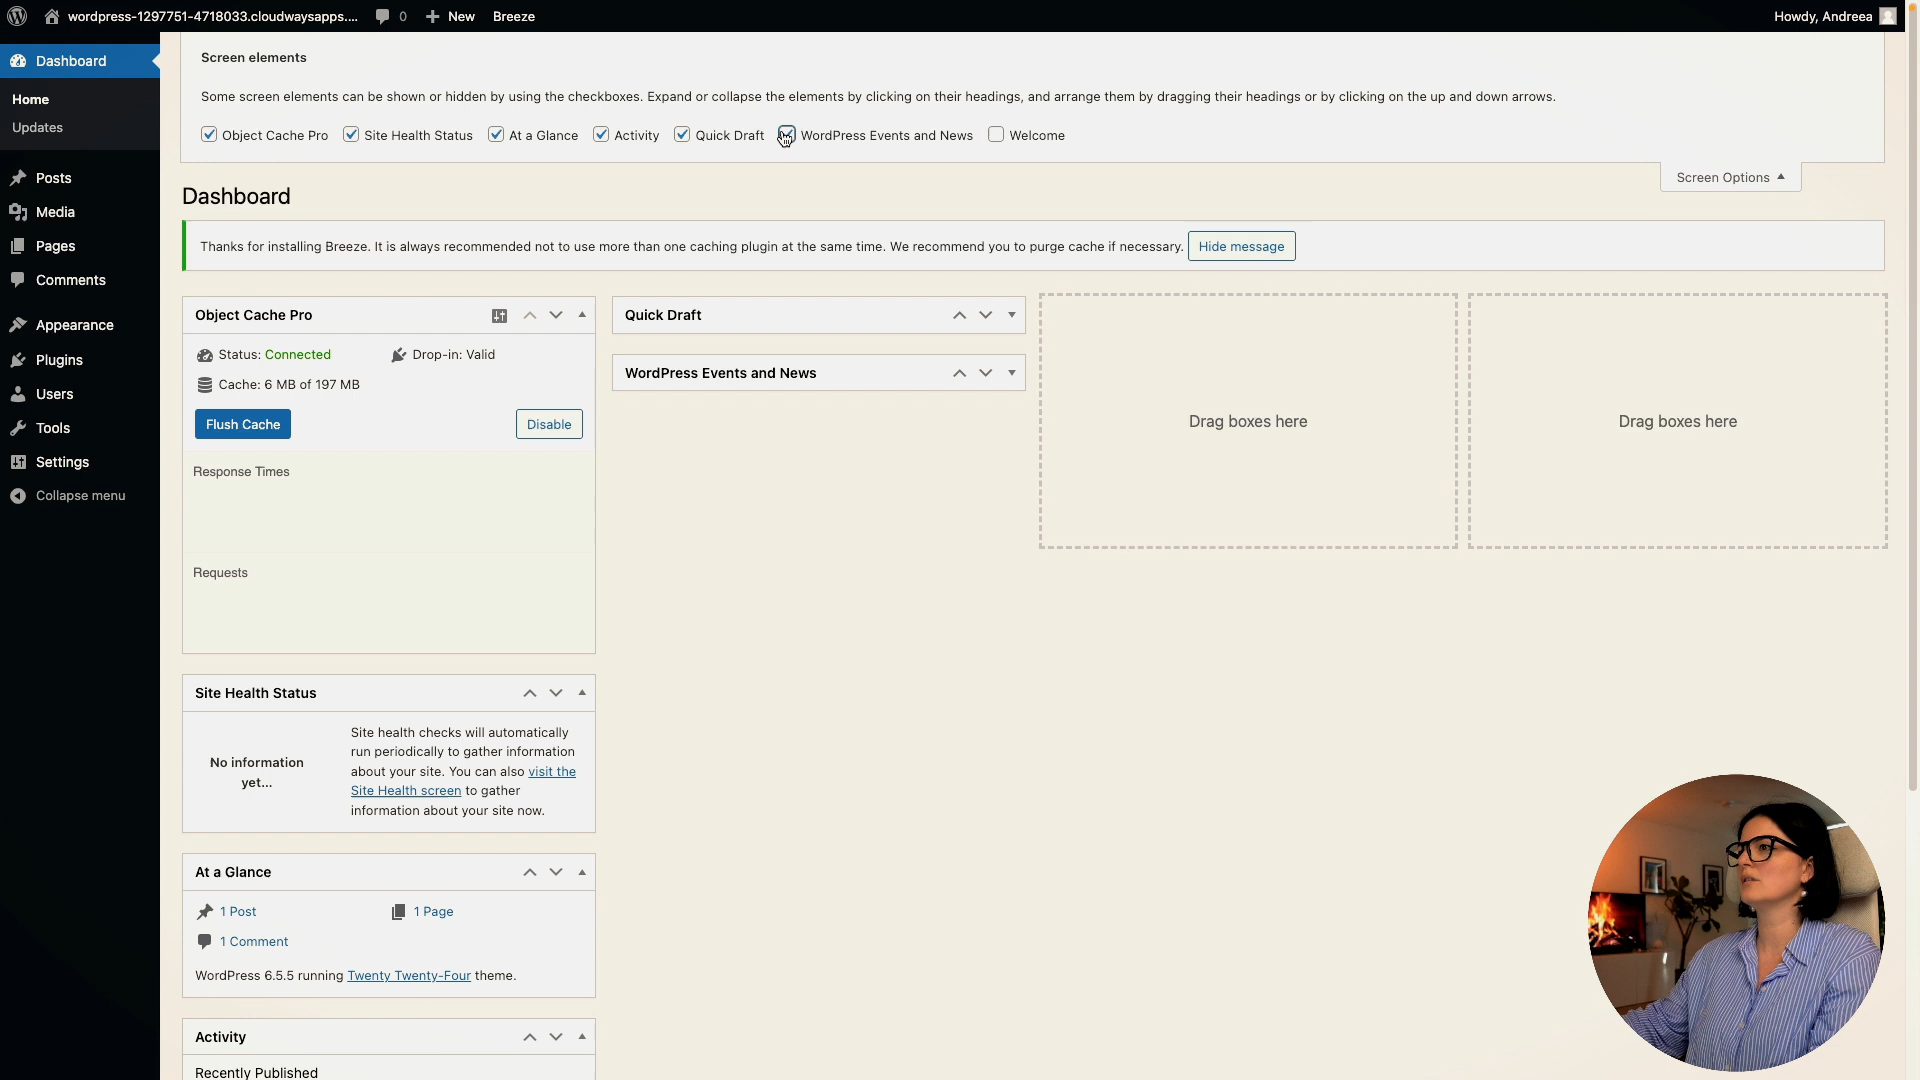 wordpress-1297751-4718033.cloudwaysapps.... 0 New Breeze Howdy, Andreea
Dashboard
Home
Updates
Posts
Media
Pages
Comments
Appearance
Plugins
Users
Tools
Settings
Collapse menu
Screen elements
Some screen elements can be shown or hidden by using the checkboxes. Expand or collapse the elements by clicking on their headings, and arrange them by dragging their headings or by clicking on the up and down arrows.
Object Cache Pro Site Health Status At a Glance Activity Quick Draft WordPress Events and News Welcome
Screen Options
Dashboard
Thanks for installing Breeze. It is always recommended not to use more than one caching plugin at the same time. We recommend you to purge cache if necessary. Hide message
Object Cache Pro
Status: Connected Drop-in: Valid
Cache: 6 MB of 197 MB
Flush Cache Disable
Response Times
Requests
Site Health Status
No information
yet...
Site health checks will automatically
run periodically to gather information
about your site. You can also visit the
Site Health screen to gather
information about your site now.
At a Glance
1 Post 1 Page
1 Comment
WordPress 6.5.5 running Twenty Twenty-Four theme.
Activity
Recently Published
Quick Draft
WordPress Events and News
Drag boxes here
Drag boxes here